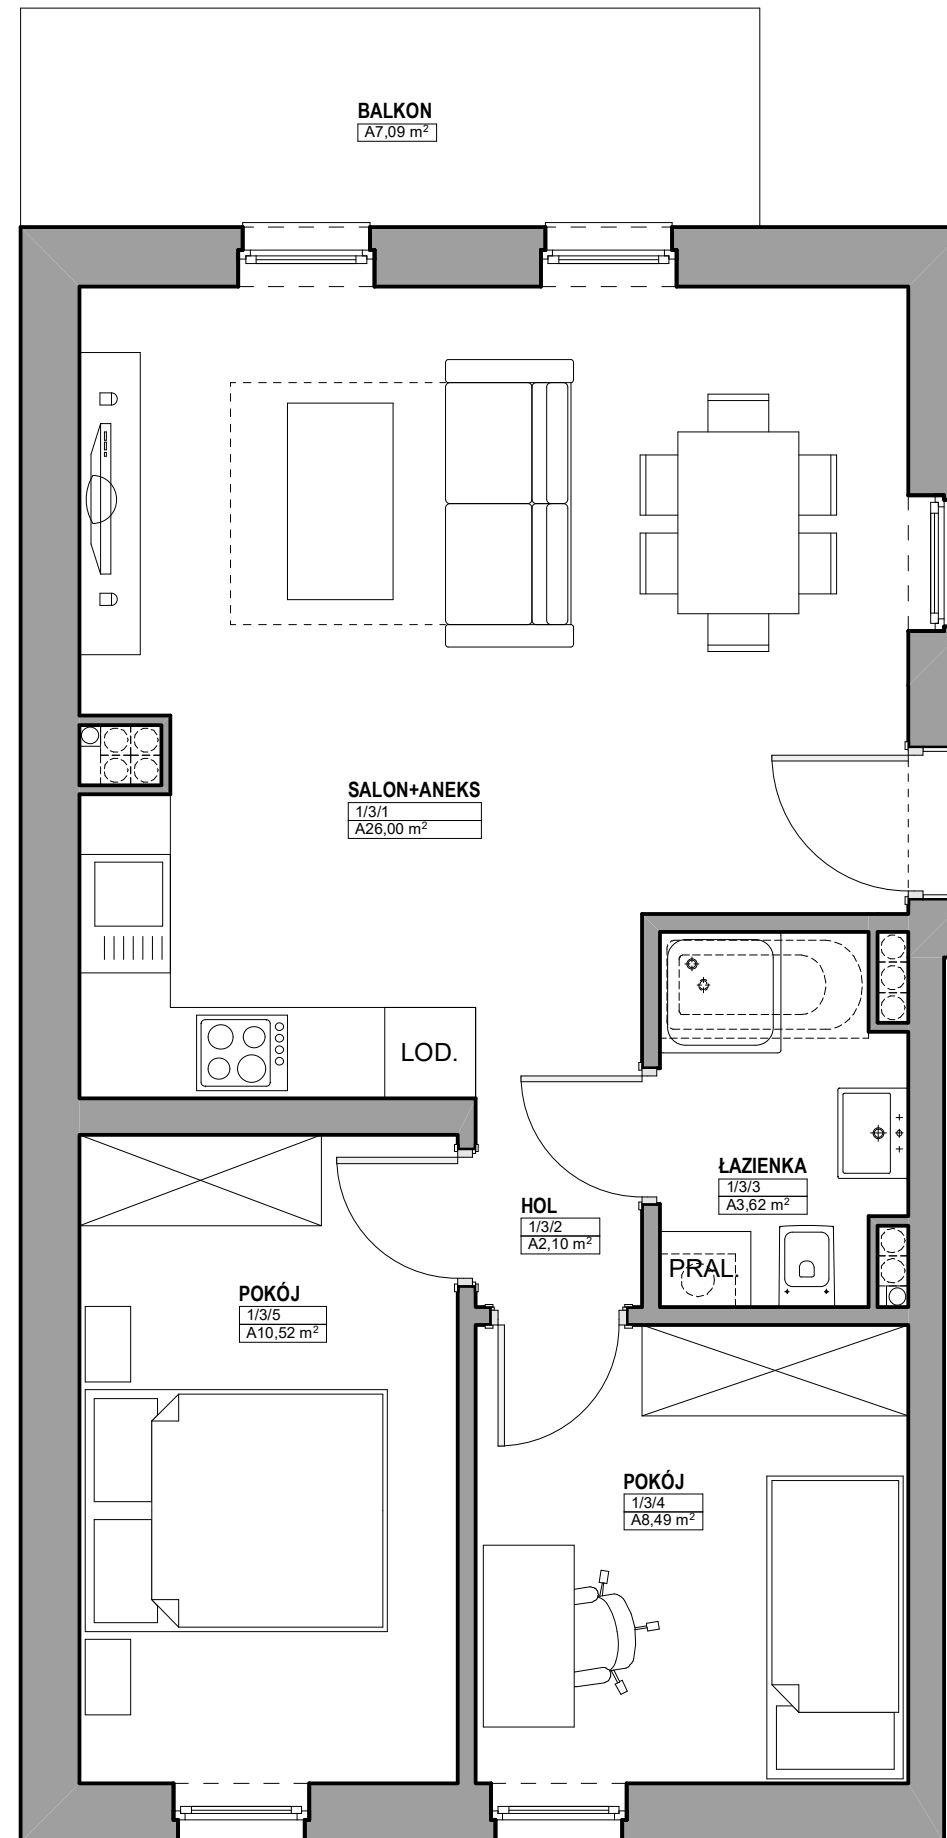 BALKON
A7,09 m²
SALON+ANEKS
1/3/1
A26,00 m²
LOD.
ŁAZIENKA
1/3/3
A3,62 m²
HOL
1/3/2
A2,10 m²
PRAL.
POKÓJ
1/3/5
A10,52 m²
POKÓJ
1/3/4
A8,49 m²